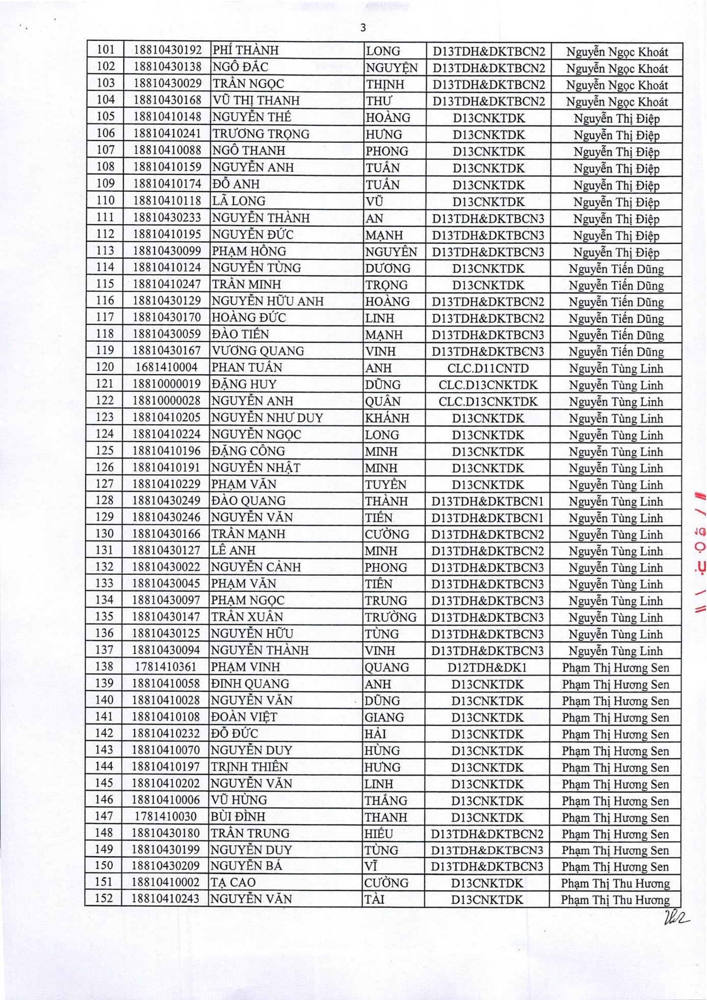 3
101 18810430192 PHÍ THÀNH LONG D13TDH&DKTBCN2 Nguyễn Ngọc Khoát
102 18810430138 NGÔ ĐẮC NGUYỆN D13TDH&DKTBCN2 Nguyễn Ngọc Khoát
103 18810430029 TRẦN NGỌC THỊNH D13TDH&DKTBCN2 Nguyễn Ngọc Khoát
104 18810430168 VŨ THỊ THANH THƯ D13TDH&DKTBCN2 Nguyễn Ngọc Khoát
105 18810410148 NGUYỄN THẾ HOÀNG D13CNKTDK Nguyễn Thị Điệp
106 18810410241 TRƯƠNG TRỌNG HƯNG D13CNKTDK Nguyễn Thị Điệp
107 18810410088 NGÔ THANH PHONG D13CNKTDK Nguyễn Thị Điệp
108 18810410159 NGUYỄN ANH TUẤN D13CNKTDK Nguyễn Thị Điệp
109 18810410174 ĐỖ ANH TUẤN D13CNKTDK Nguyễn Thị Điệp
110 18810410118 LÃ LONG VŨ D13CNKTDK Nguyễn Thị Điệp
111 18810430233 NGUYỄN THÀNH AN D13TDH&DKTBCN3 Nguyễn Thị Điệp
112 18810410195 NGUYỄN ĐỨC MẠNH D13TDH&DKTBCN3 Nguyễn Thị Điệp
113 18810430099 PHẠM HỒNG NGUYÊN D13TDH&DKTBCN3 Nguyễn Thị Điệp
114 18810410124 NGUYỄN TÙNG DƯƠNG D13CNKTDK Nguyễn Tiến Dũng
115 18810410247 TRẦN MINH TRỌNG D13CNKTDK Nguyễn Tiến Dũng
116 18810430129 NGUYỄN HỮU ANH HOÀNG D13TDH&DKTBCN2 Nguyễn Tiến Dũng
117 18810430170 HOÀNG ĐỨC LINH D13TDH&DKTBCN2 Nguyễn Tiến Dũng
118 18810430059 ĐÀO TIẾN MẠNH D13TDH&DKTBCN3 Nguyễn Tiến Dũng
119 18810430167 VƯƠNG QUANG VINH D13TDH&DKTBCN3 Nguyễn Tiến Dũng
120 1681410004 PHAN TUẤN ANH CLC.D11CNTD Nguyễn Tùng Linh
121 18810000019 ĐẶNG HUY DŨNG CLC.D13CNKTDK Nguyễn Tùng Linh
122 18810000028 NGUYỄN ANH QUÂN CLC.D13CNKTDK Nguyễn Tùng Linh
123 18810410205 NGUYỄN NHƯ DUY KHÁNH D13CNKTDK Nguyễn Tùng Linh
124 18810410224 NGUYỄN NGỌC LONG D13CNKTDK Nguyễn Tùng Linh
125 18810410196 ĐẶNG CÔNG MINH D13CNKTDK Nguyễn Tùng Linh
126 18810410191 NGUYỄN NHẬT MINH D13CNKTDK Nguyễn Tùng Linh
127 18810410229 PHẠM VĂN TUYỀN D13CNKTDK Nguyễn Tùng Linh
128 18810430249 ĐÀO QUANG THÀNH D13TDH&DKTBCN1 Nguyễn Tùng Linh
129 18810430246 NGUYỄN VĂN TIẾN D13TDH&DKTBCN1 Nguyễn Tùng Linh
130 18810430166 TRẦN MẠNH CƯỜNG D13TDH&DKTBCN2 Nguyễn Tùng Linh
131 18810430127 LÊ ANH MINH D13TDH&DKTBCN2 Nguyễn Tùng Linh
132 18810430022 NGUYỄN CẢNH PHONG D13TDH&DKTBCN3 Nguyễn Tùng Linh
133 18810430045 PHẠM VĂN TIÊN D13TDH&DKTBCN3 Nguyễn Tùng Linh
134 18810430097 PHẠM NGỌC TRUNG D13TDH&DKTBCN3 Nguyễn Tùng Linh
135 18810430147 TRẦN XUÂN TRƯỜNG D13TDH&DKTBCN3 Nguyễn Tùng Linh
136 18810430125 NGUYỄN HỮU TÙNG D13TDH&DKTBCN3 Nguyễn Tùng Linh
137 18810430094 NGUYỄN THÀNH VINH D13TDH&DKTBCN3 Nguyễn Tùng Linh
138 1781410361 PHẠM VINH QUANG D12TDH&DK1 Phạm Thị Hương Sen
139 18810410058 ĐINH QUANG ANH D13CNKTDK Phạm Thị Hương Sen
140 18810410028 NGUYỄN VĂN DŨNG D13CNKTDK Phạm Thị Hương Sen
141 18810410108 ĐOÀN VIỆT GIANG D13CNKTDK Phạm Thị Hương Sen
142 18810410232 ĐỖ ĐỨC HẢI D13CNKTDK Phạm Thị Hương Sen
143 18810410070 NGUYỄN DUY HÙNG D13CNKTDK Phạm Thị Hương Sen
144 18810410197 TRỊNH THIÊN HƯNG D13CNKTDK Phạm Thị Hương Sen
145 18810410202 NGUYỄN VĂN LINH D13CNKTDK Phạm Thị Hương Sen
146 18810410006 VŨ HÙNG THẮNG D13CNKTDK Phạm Thị Hương Sen
147 1781410030 BÙI ĐÌNH THANH D13CNKTDK Phạm Thị Hương Sen
148 18810430180 TRẦN TRUNG HIẾU D13TDH&DKTBCN2 Phạm Thị Hương Sen
149 18810430199 NGUYỄN DUY TÙNG D13TDH&DKTBCN3 Phạm Thị Hương Sen
150 18810430209 NGUYỄN BÁ VĨ D13TDH&DKTBCN3 Phạm Thị Hương Sen
151 18810410002 TẠ CAO CƯỜNG D13CNKTDK Phạm Thị Thu Hương
152 18810410243 NGUYỄN VĂN TÀI D13CNKTDK Phạm Thị Thu Hương